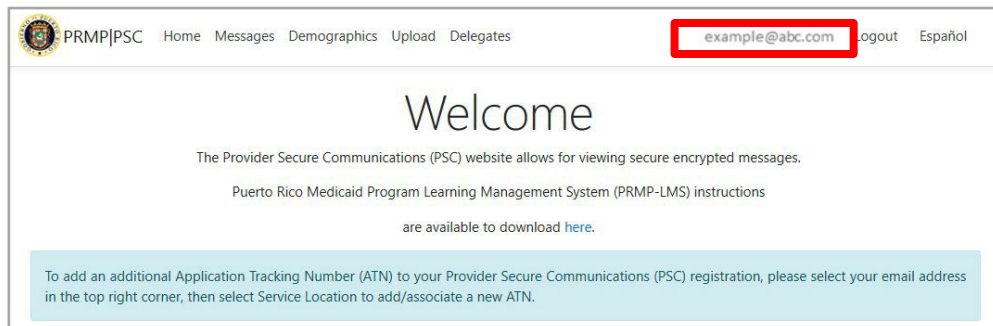 PRMP|PSC Home Messages Demographics Upload Delegates example@abc.com Logout Español
Welcome
The Provider Secure Communications (PSC) website allows for viewing secure encrypted messages.
Puerto Rico Medicaid Program Learning Management System (PRMP-LMS) instructions
are available to download here.
To add an additional Application Tracking Number (ATN) to your Provider Secure Communications (PSC) registration, please select your email address
in the top right corner, then select Service Location to add/associate a new ATN.